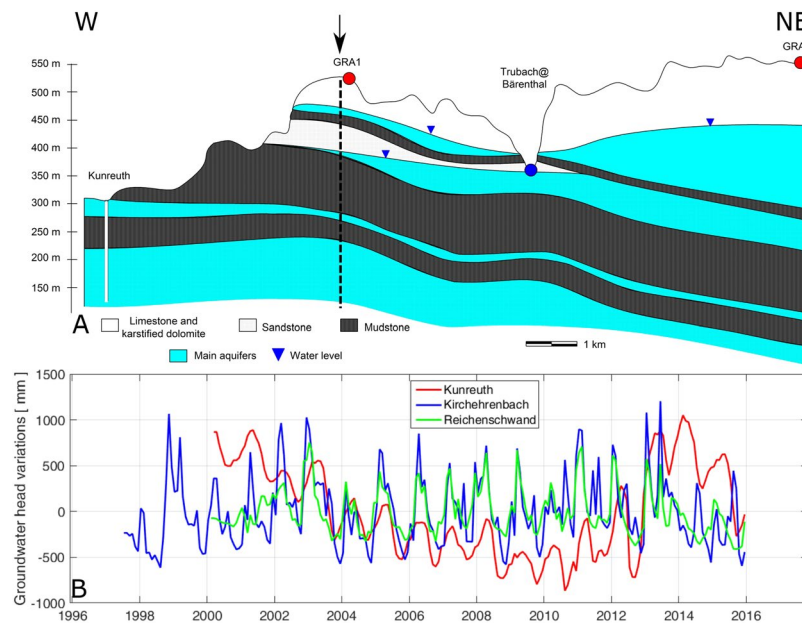 W
NE
GRA1
GRA
Trubach@
Bärenthal
550 m
500 m
450 m
400 m
350 m
300 m
250 m
200 m
150 m
Kunreuth
A
Limestone and
karstified dolomite
Sandstone
Mudstone
Main aquifers
Water level
1 km
Groundwater head variations [ mm ]
1500
1000
500
0
-500
-1000
Kunreuth
Kirchehrenbach
Reichenschwand
B
1996
1998
2000
2002
2004
2006
2008
2010
2012
2014
2016